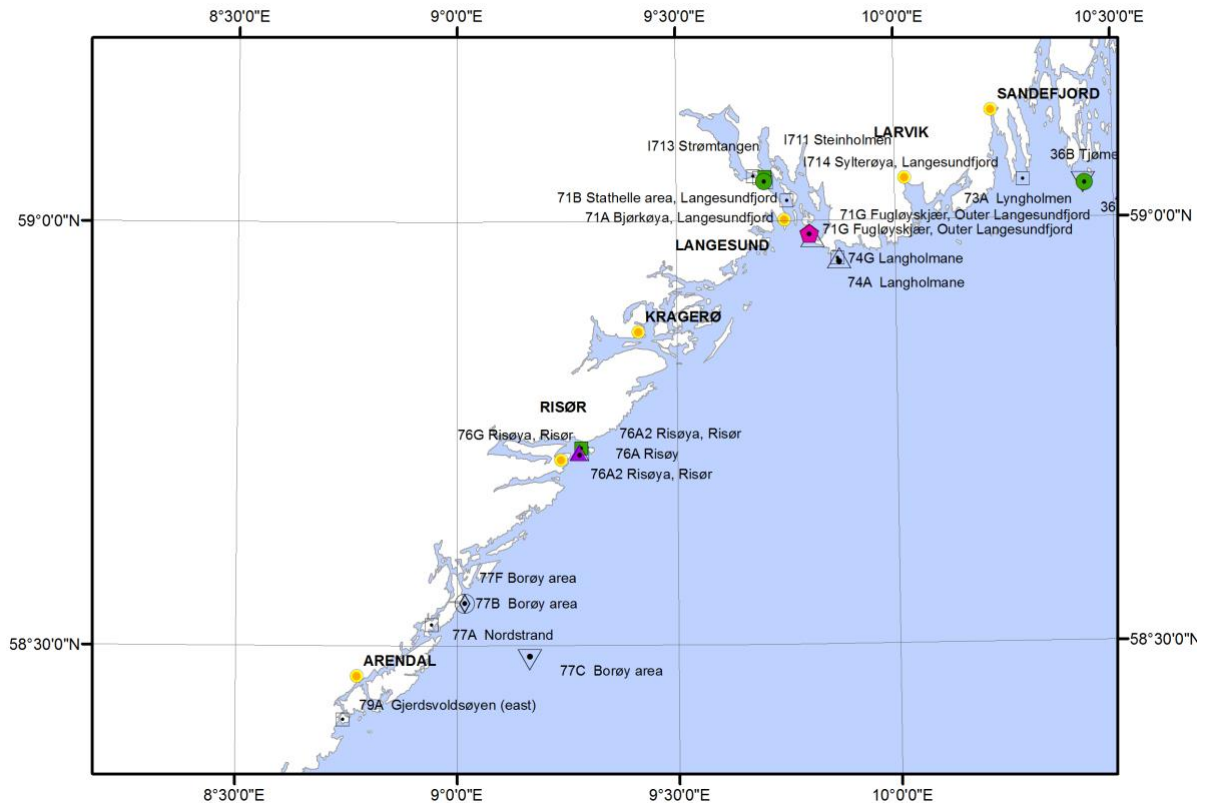 8°30'0"E
9°0'0"E
9°30'0"E
10°0'0"E
10°30'0"E
SANDEFJORD
LARVIK
I711 Steinholmen
I713 Strømtangen
36B Tjøme
I714 Sylterøya, Langesundfjord
71B Stathelle area, Langesundfjord
73A Lyngholmen
36
59°0'0"N
71A Bjørkøya, Langesundfjord
71G Fugløyskjær, Outer Langesundfjord
59°0'0"N
71G Fugløyskjær, Outer Langesundfjord
LANGESUND
74G Langholmane
74A Langholmane
KRAGERØ
RISØR
76G Risøya, Risør
76A2 Risøya, Risør
76A Risøy
76A2 Risøya, Risør
77F Borøy area
77B Borøy area
77A Nordstrand
58°30'0"N
58°30'0"N
ARENDAL
77C Borøy area
79A Gjerdsvoldsøyen (east)
8°30'0"E
9°0'0"E
9°30'0"E
10°0'0"E